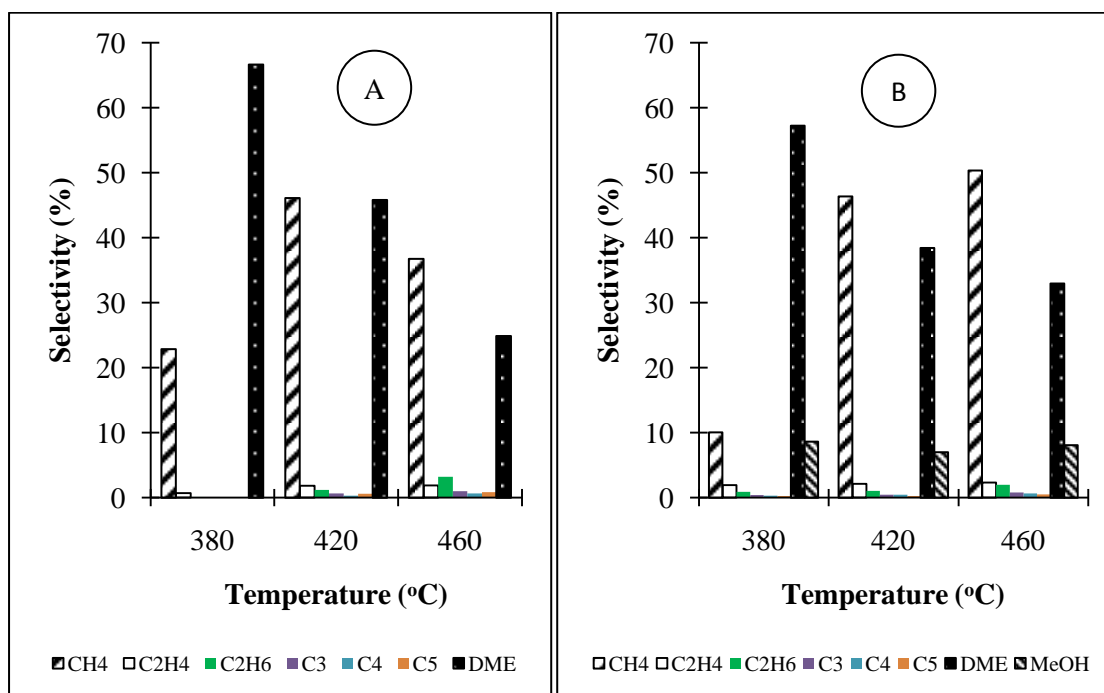 A
Selectivity (%)
70
60
50
40
30
20
10
0
380 420 460
Temperature (oC)
CH4 C2H4 C2H6 C3 C4 C5 DME
B
Selectivity (%)
70
60
50
40
30
20
10
0
380 420 460
Temperature (oC)
CH4 C2H4 C2H6 C3 C4 C5 DME MeOH